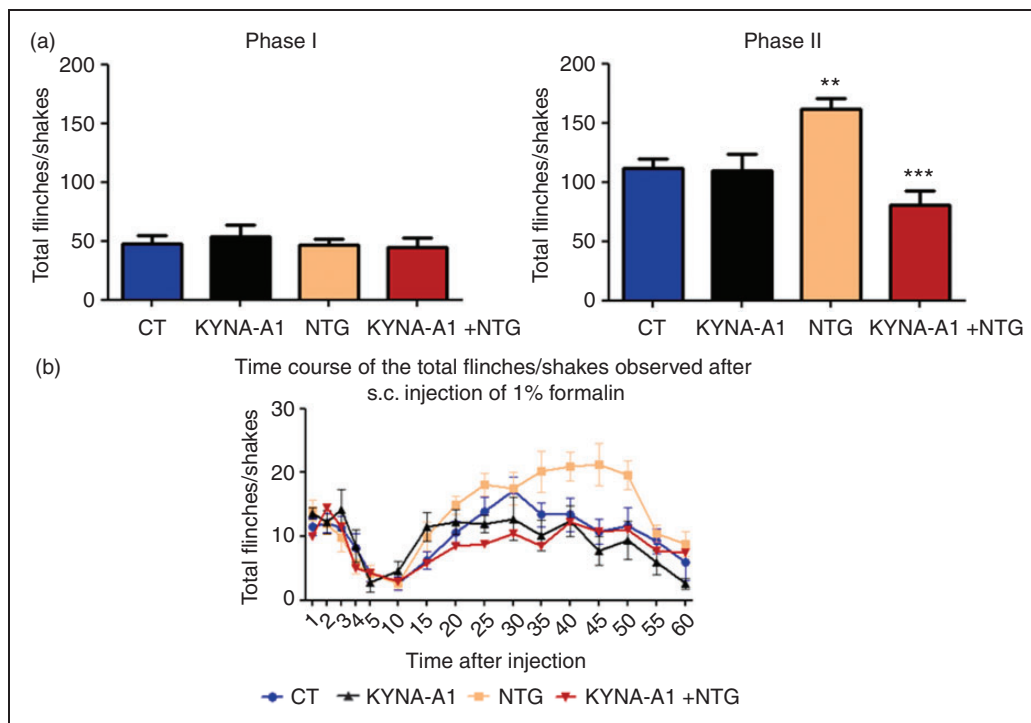 (a)
Phase I
Total flinches/shakes
200
150
100
50
0
CT KYNA-A1 NTG KYNA-A1 +NTG
Phase II
Total flinches/shakes
200
150
100
50
0
**
***
CT KYNA-A1 NTG KYNA-A1 +NTG
(b)
Time course of the total flinches/shakes observed after
s.c. injection of 1% formalin
Total flinches/shakes
30
20
10
0
1 2 3 4 5 10 15 20 25 30 35 40 45 50 55 60
Time after injection
CT KYNA-A1 NTG KYNA-A1 +NTG